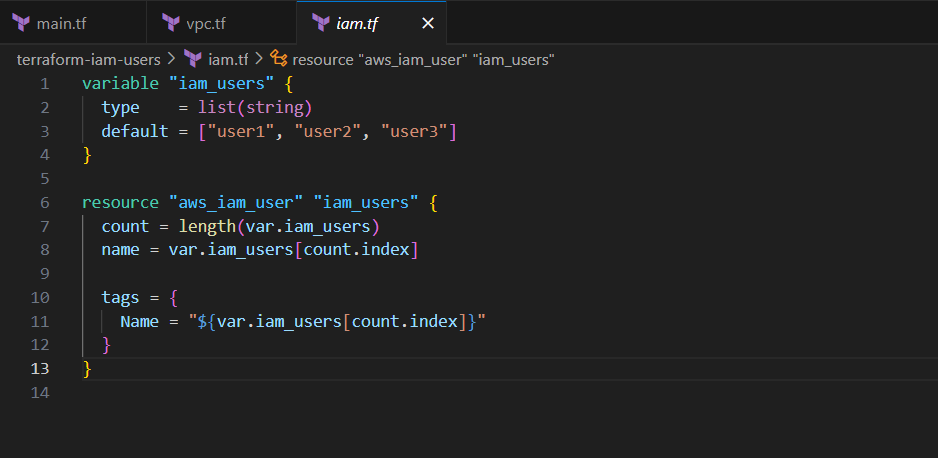 main.tf vpc.tf iam.tf ×
terraform-iam-users > iam.tf > resource "aws_iam_user" "iam_users"
1 variable "iam_users" {
2   type    = list(string)
3   default = ["user1", "user2", "user3"]
4 }
5
6 resource "aws_iam_user" "iam_users" {
7   count = length(var.iam_users)
8   name = var.iam_users[count.index]
9
10   tags = {
11     Name = "${var.iam_users[count.index]}"
12   }
13 }
14